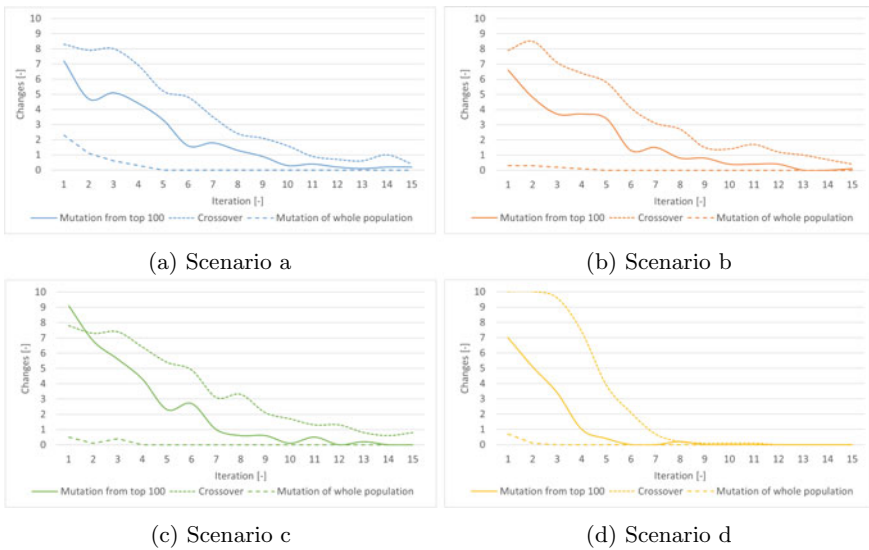 10
9
8
7
6
5
4
3
2
1
0
Changes [-]
1 2 3 4 5 6 7 8 9 10 11 12 13 14 15
Iteration [-]
Mutation from top 100 Crossover Mutation of whole population
(a) Scenario a
10
9
8
7
6
5
4
3
2
1
0
Changes [-]
1 2 3 4 5 6 7 8 9 10 11 12 13 14 15
Iteration [-]
Mutation from top 100 Crossover Mutation of whole population
(b) Scenario b
10
9
8
7
6
5
4
3
2
1
0
Changes [-]
1 2 3 4 5 6 7 8 9 10 11 12 13 14 15
Iteration [-]
Mutation from top 100 Crossover Mutation of whole population
(c) Scenario c
10
9
8
7
6
5
4
3
2
1
0
Changes [-]
1 2 3 4 5 6 7 8 9 10 11 12 13 14 15
Iteration [-]
Mutation from top 100 Crossover Mutation of whole population
(d) Scenario d